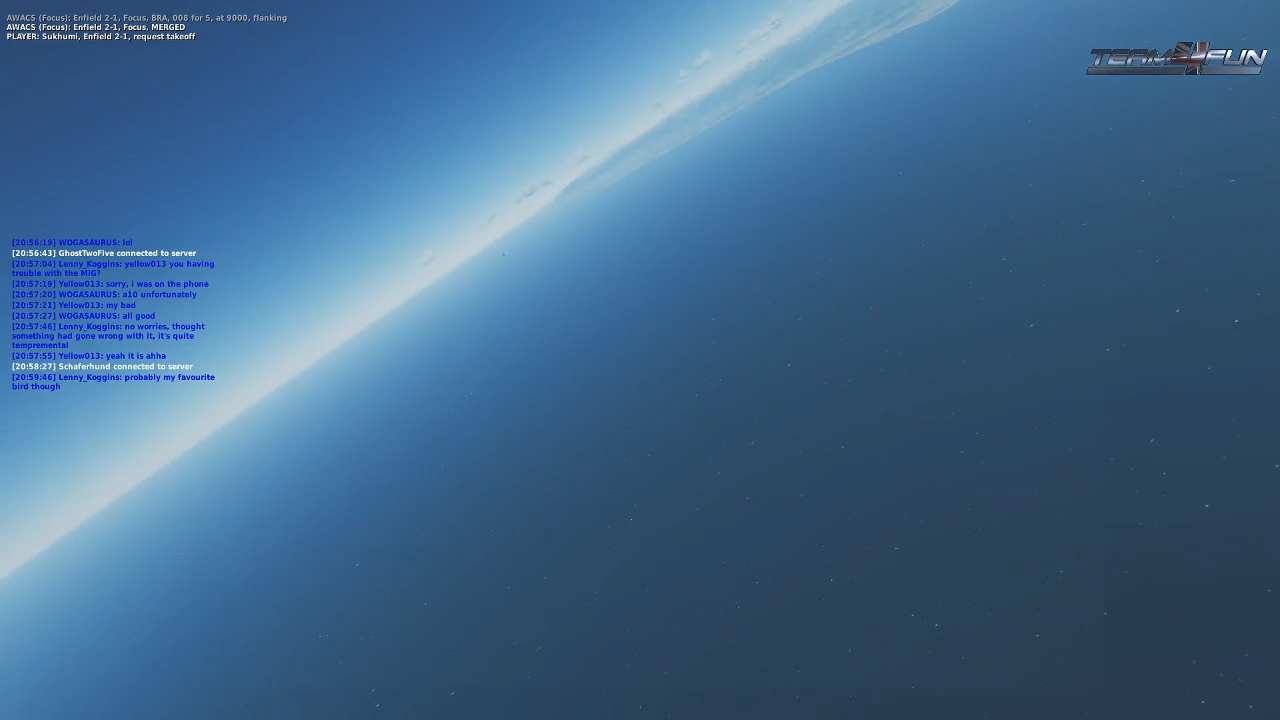 AWACS (Focus): Enfield 2-1, Focus, BRA, 008 for 5, at 9000, flanking
AWACS (Focus): Enfield 2-1, Focus, MERGED
PLAYER: Sukhumi, Enfield 2-1, request takeoff
TEAM4FUN
[20:56:19] WOGASAURUS: lol
[20:56:43] GhostTwoFive connected to server
[20:57:04] Lenny_Koggins: yellow013 you having
trouble with the MiG?
[20:57:19] Yellow013: sorry, i was on the phone
[20:57:20] WOGASAURUS: a10 unfortunately
[20:57:21] Yellow013: my bad
[20:57:27] WOGASAURUS: all good
[20:57:46] Lenny_Koggins: no worries, thought
something had gone wrong with it, it's quite
tempremental
[20:57:55] Yellow013: yeah it is ahha
[20:58:27] Schaferhund connected to server
[20:59:46] Lenny_Koggins: probably my favourite
bird though